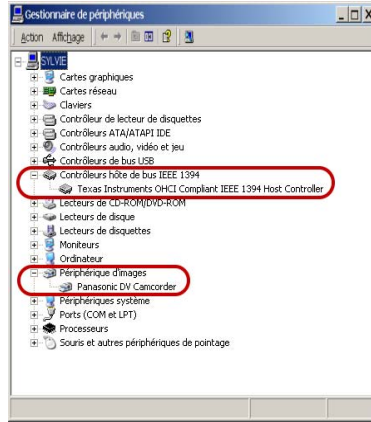 Gestionnaire de périphériques
Action Affichage
SYLVIE
Cartes graphiques
Cartes réseau
Claviers
Contrôleur de lecteur de disquettes
Contrôleurs ATA/ATAPI IDE
Contrôleurs audio, vidéo et jeu
Contrôleurs de bus USB
Contrôleurs hôte de bus IEEE 1394
Texas Instruments OHCI Compliant IEEE 1394 Host Controller
Lecteurs de CD-ROM/DVD-ROM
Lecteurs de disque
Lecteurs de disquettes
Moniteurs
Ordinateur
Périphérique d'images
Panasonic DV Camcorder
Périphériques système
Ports (COM et LPT)
Processeurs
Souris et autres périphériques de pointage